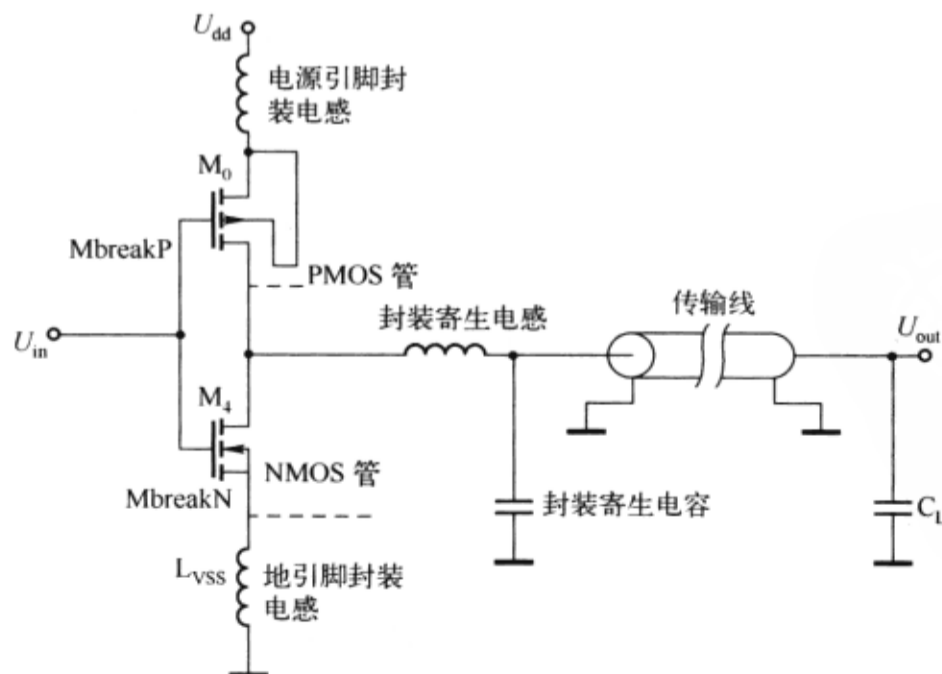 U_dd
电源引脚封
装电感
M_0
MbreakP
PMOS 管
封装寄生电感
传输线
U_in
U_out
M_4
NMOS 管
MbreakN
封装寄生电容
C_L
L_VSS
地引脚封装
电感